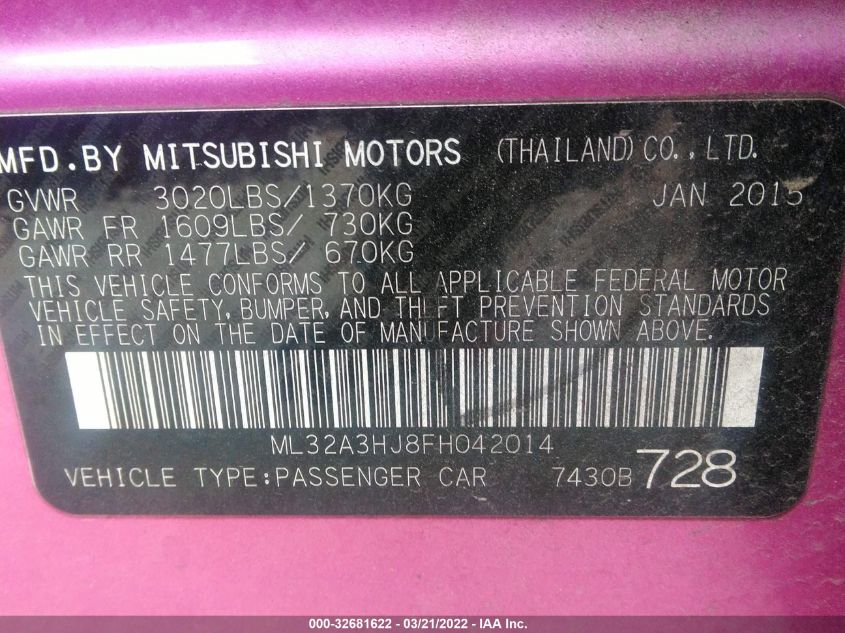 MFD.BY MITSUBISHI MOTORS (THAILAND) CO., LTD.
GVWR 3020LBS/1370KG JAN 2015
GAWR FR 1609LBS/ 730KG
GAWR RR 1477LBS/ 670KG
THIS VEHICLE CONFORMS TO ALL APPLICABLE FEDERAL MOTOR
VEHICLE SAFETY, BUMPER, AND THEFT PREVENTION STANDARDS
IN EFFECT ON THE DATE OF MANUFACTURE SHOWN ABOVE.
ML32A3HJ8FH042014
VEHICLE TYPE:PASSENGER CAR 7430B 728
000-32681622 — 03/21/2022 — IAA Inc.